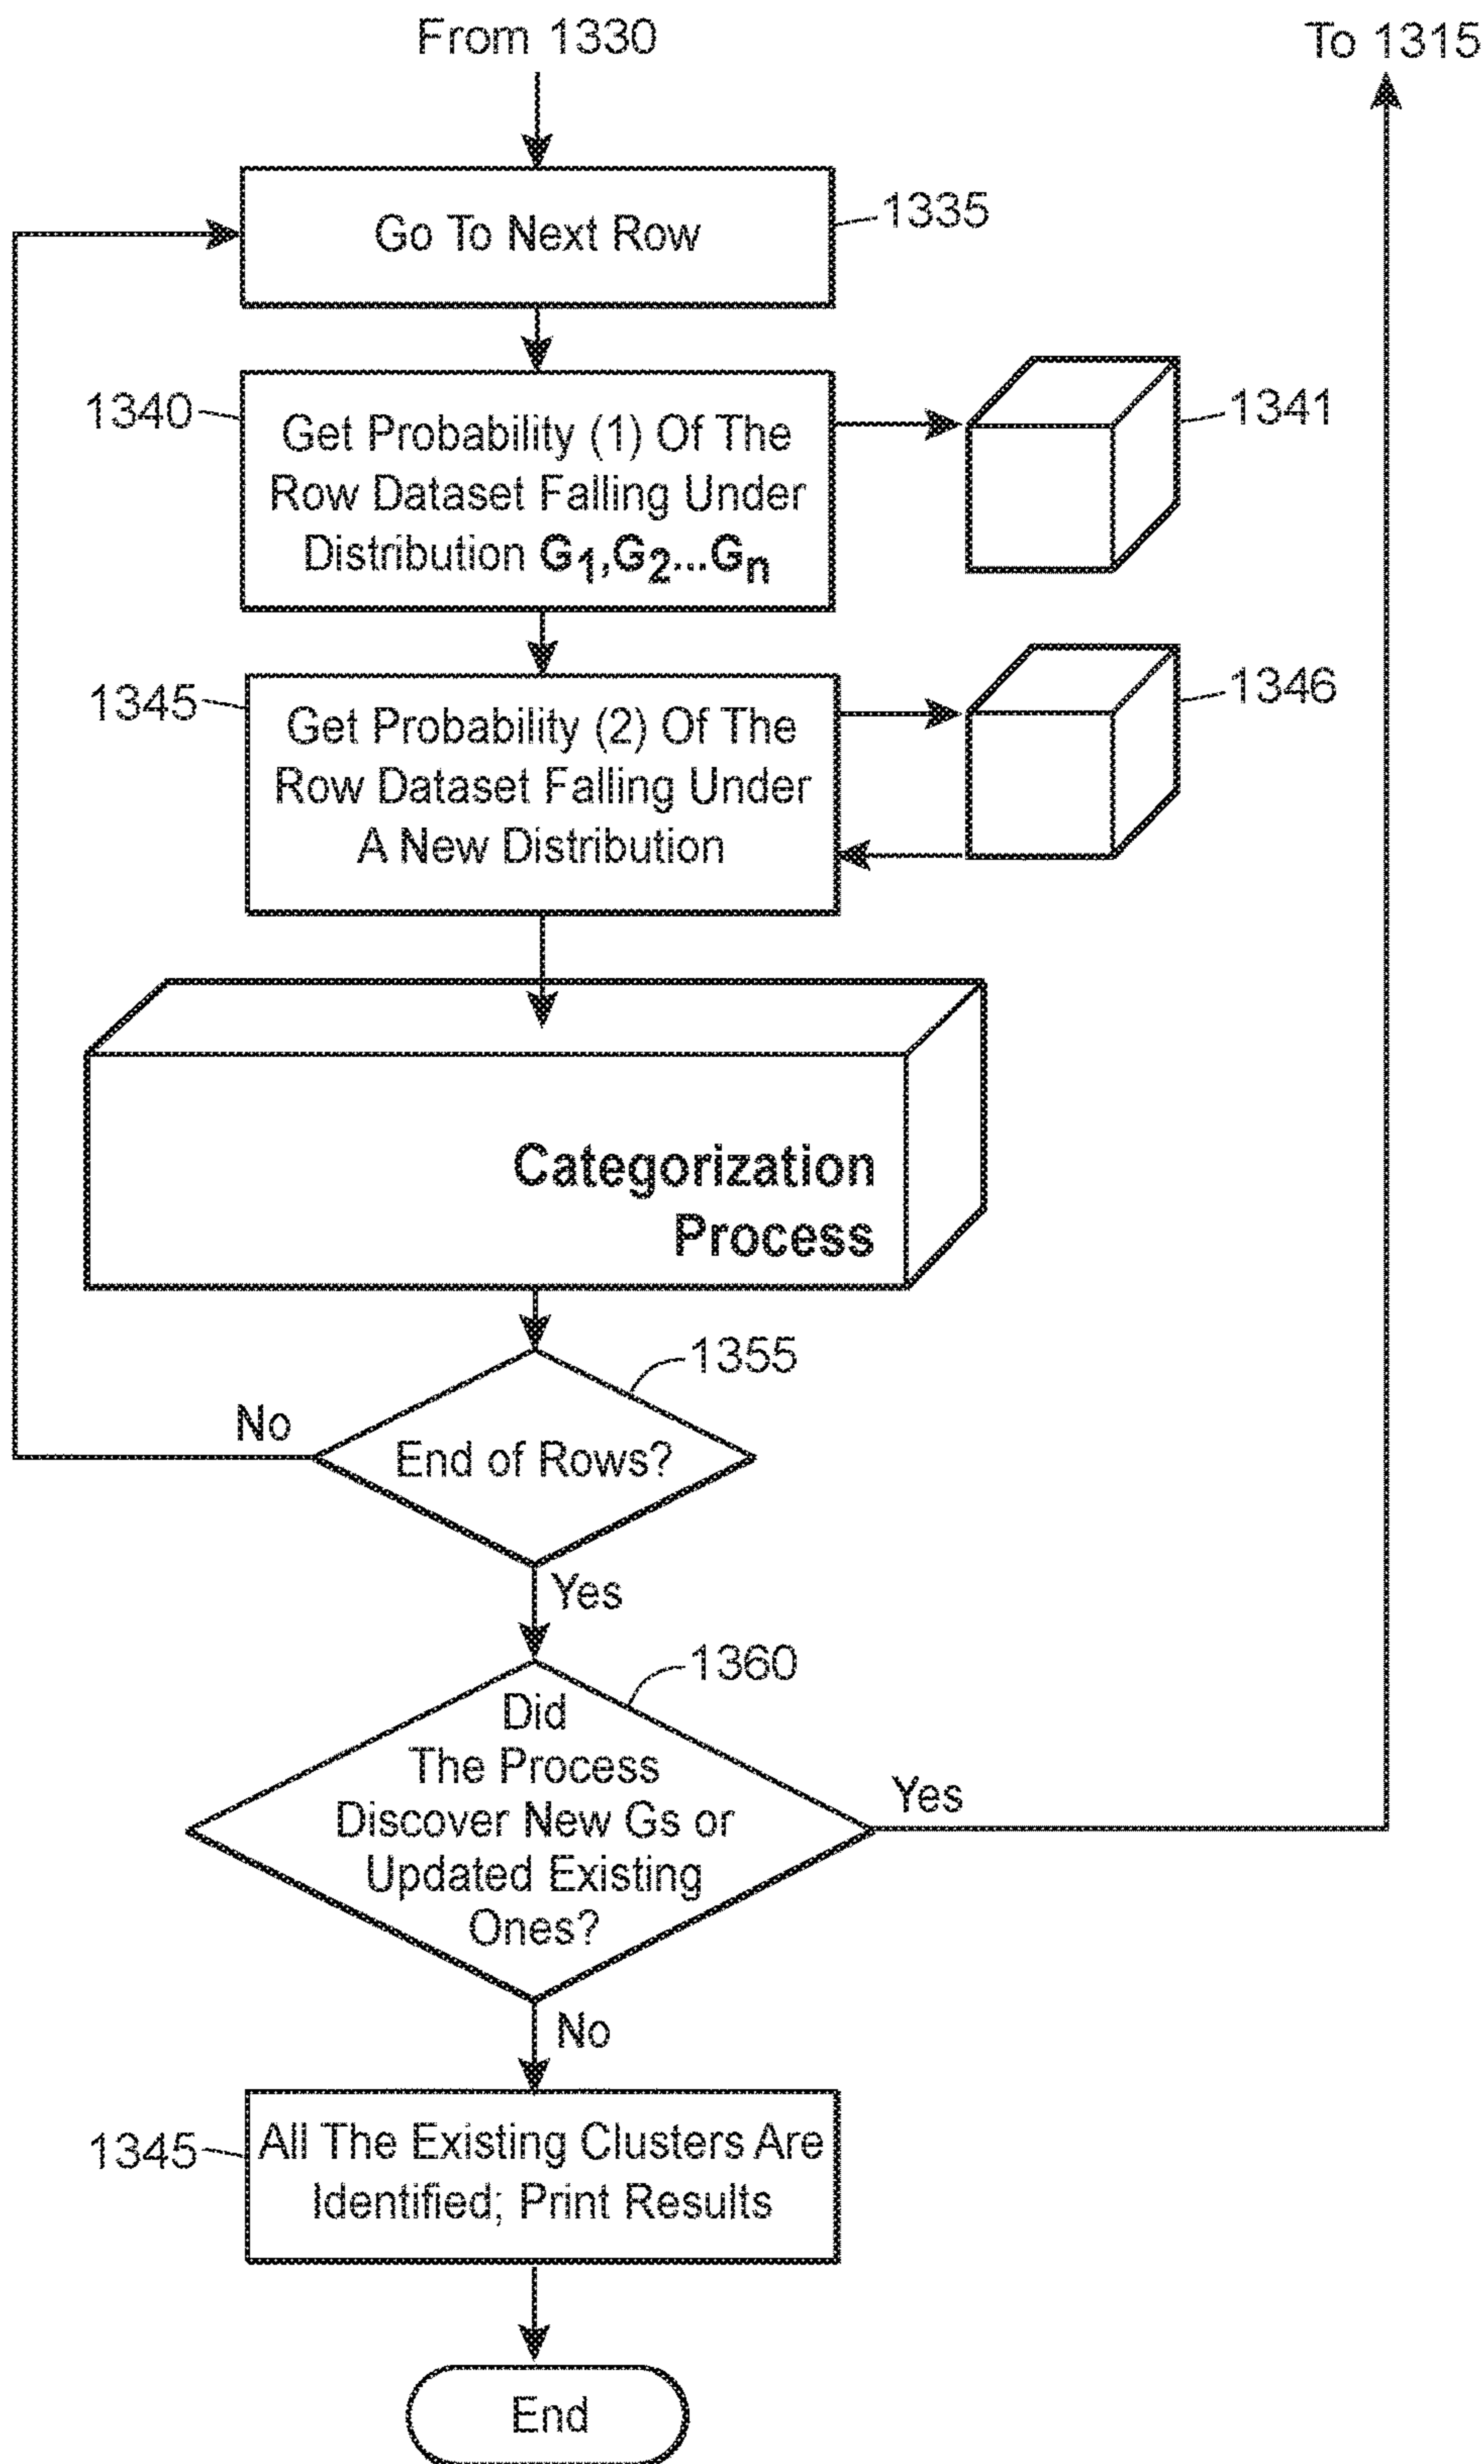 From 1330
To 1315
Go To Next Row
1335
1340
Get Probability (1) Of The
Row Dataset Falling Under
Distribution G1,G2...Gn
1341
1345
Get Probability (2) Of The
Row Dataset Falling Under
A New Distribution
1346
Categorization
Process
1355
No
End of Rows?
Yes
1360
Did
The Process
Discover New Gs or
Updated Existing
Ones?
Yes
No
1345
All The Existing Clusters Are
Identified; Print Results
End